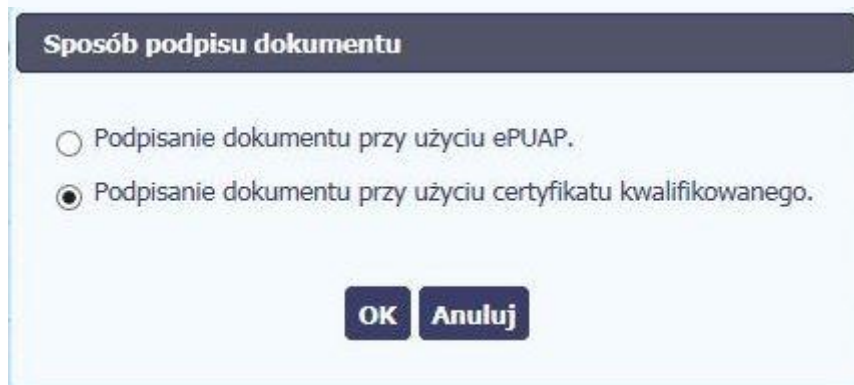 Sposób podpisu dokumentu
Podpisanie dokumentu przy użyciu ePUAP.
Podpisanie dokumentu przy użyciu certyfikatu kwalifikowanego.
OK Anuluj